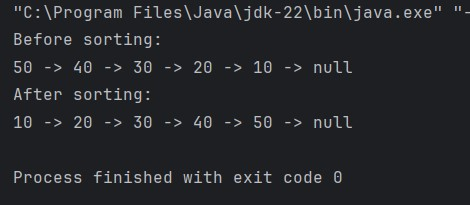 "C:\Program Files\Java\jdk-22\bin\java.exe" "-
Before sorting:
50 -> 40 -> 30 -> 20 -> 10 -> null
After sorting:
10 -> 20 -> 30 -> 40 -> 50 -> null
Process finished with exit code 0